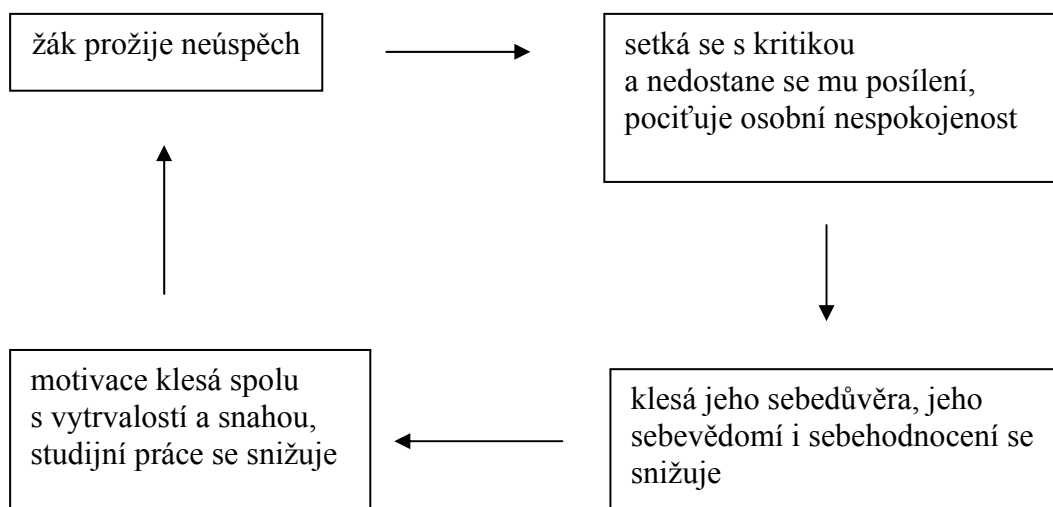 žák prožije neúspěch
setká se s kritikou
a nedostane se mu posílení,
pociťuje osobní nespokojenost
klesá jeho sebedůvěra, jeho
sebevědomí i sebehodnocení se
snižuje
motivace klesá spolu
s vytrvalostí a snahou,
studijní práce se snižuje